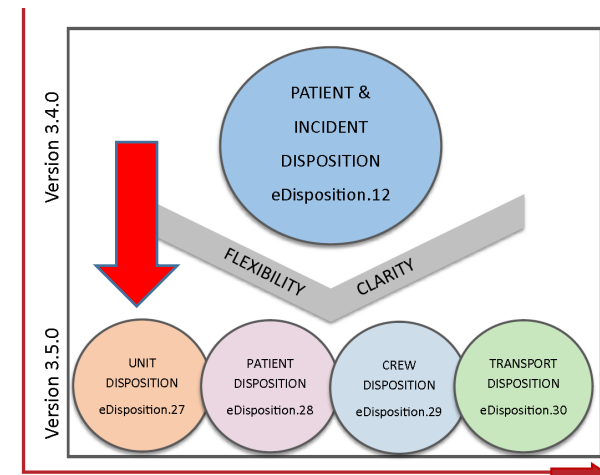 Version 3.4.0
PATIENT &
INCIDENT
DISPOSITION
eDisposition.12
FLEXIBILITY
CLARITY
Version 3.5.0
UNIT
DISPOSITION
eDisposition.27
PATIENT
DISPOSITION
eDisposition.28
CREW
DISPOSITION
eDisposition.29
TRANSPORT
DISPOSITION
eDisposition.30